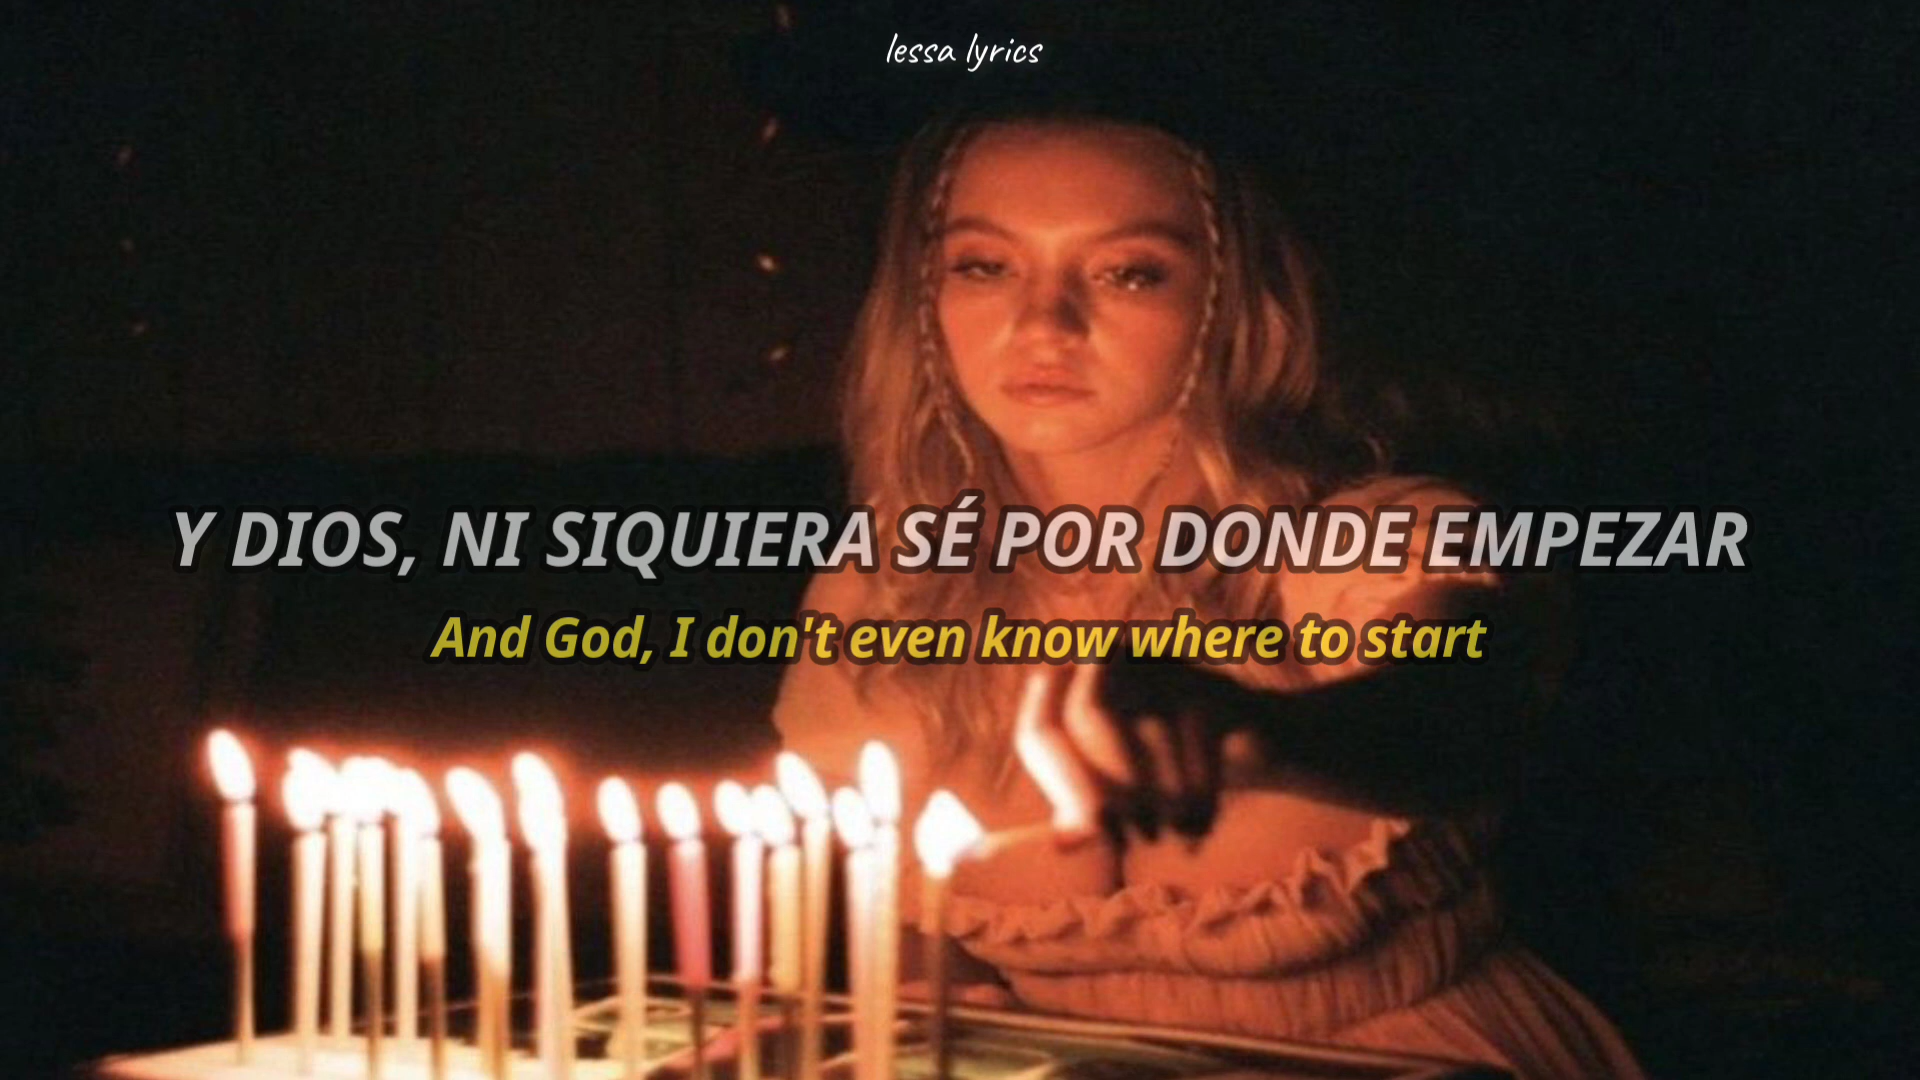 lessa lyrics
Y DIOS, NI SIQUIERA SÉ POR DONDE EMPEZAR
And God, I don't even know where to start